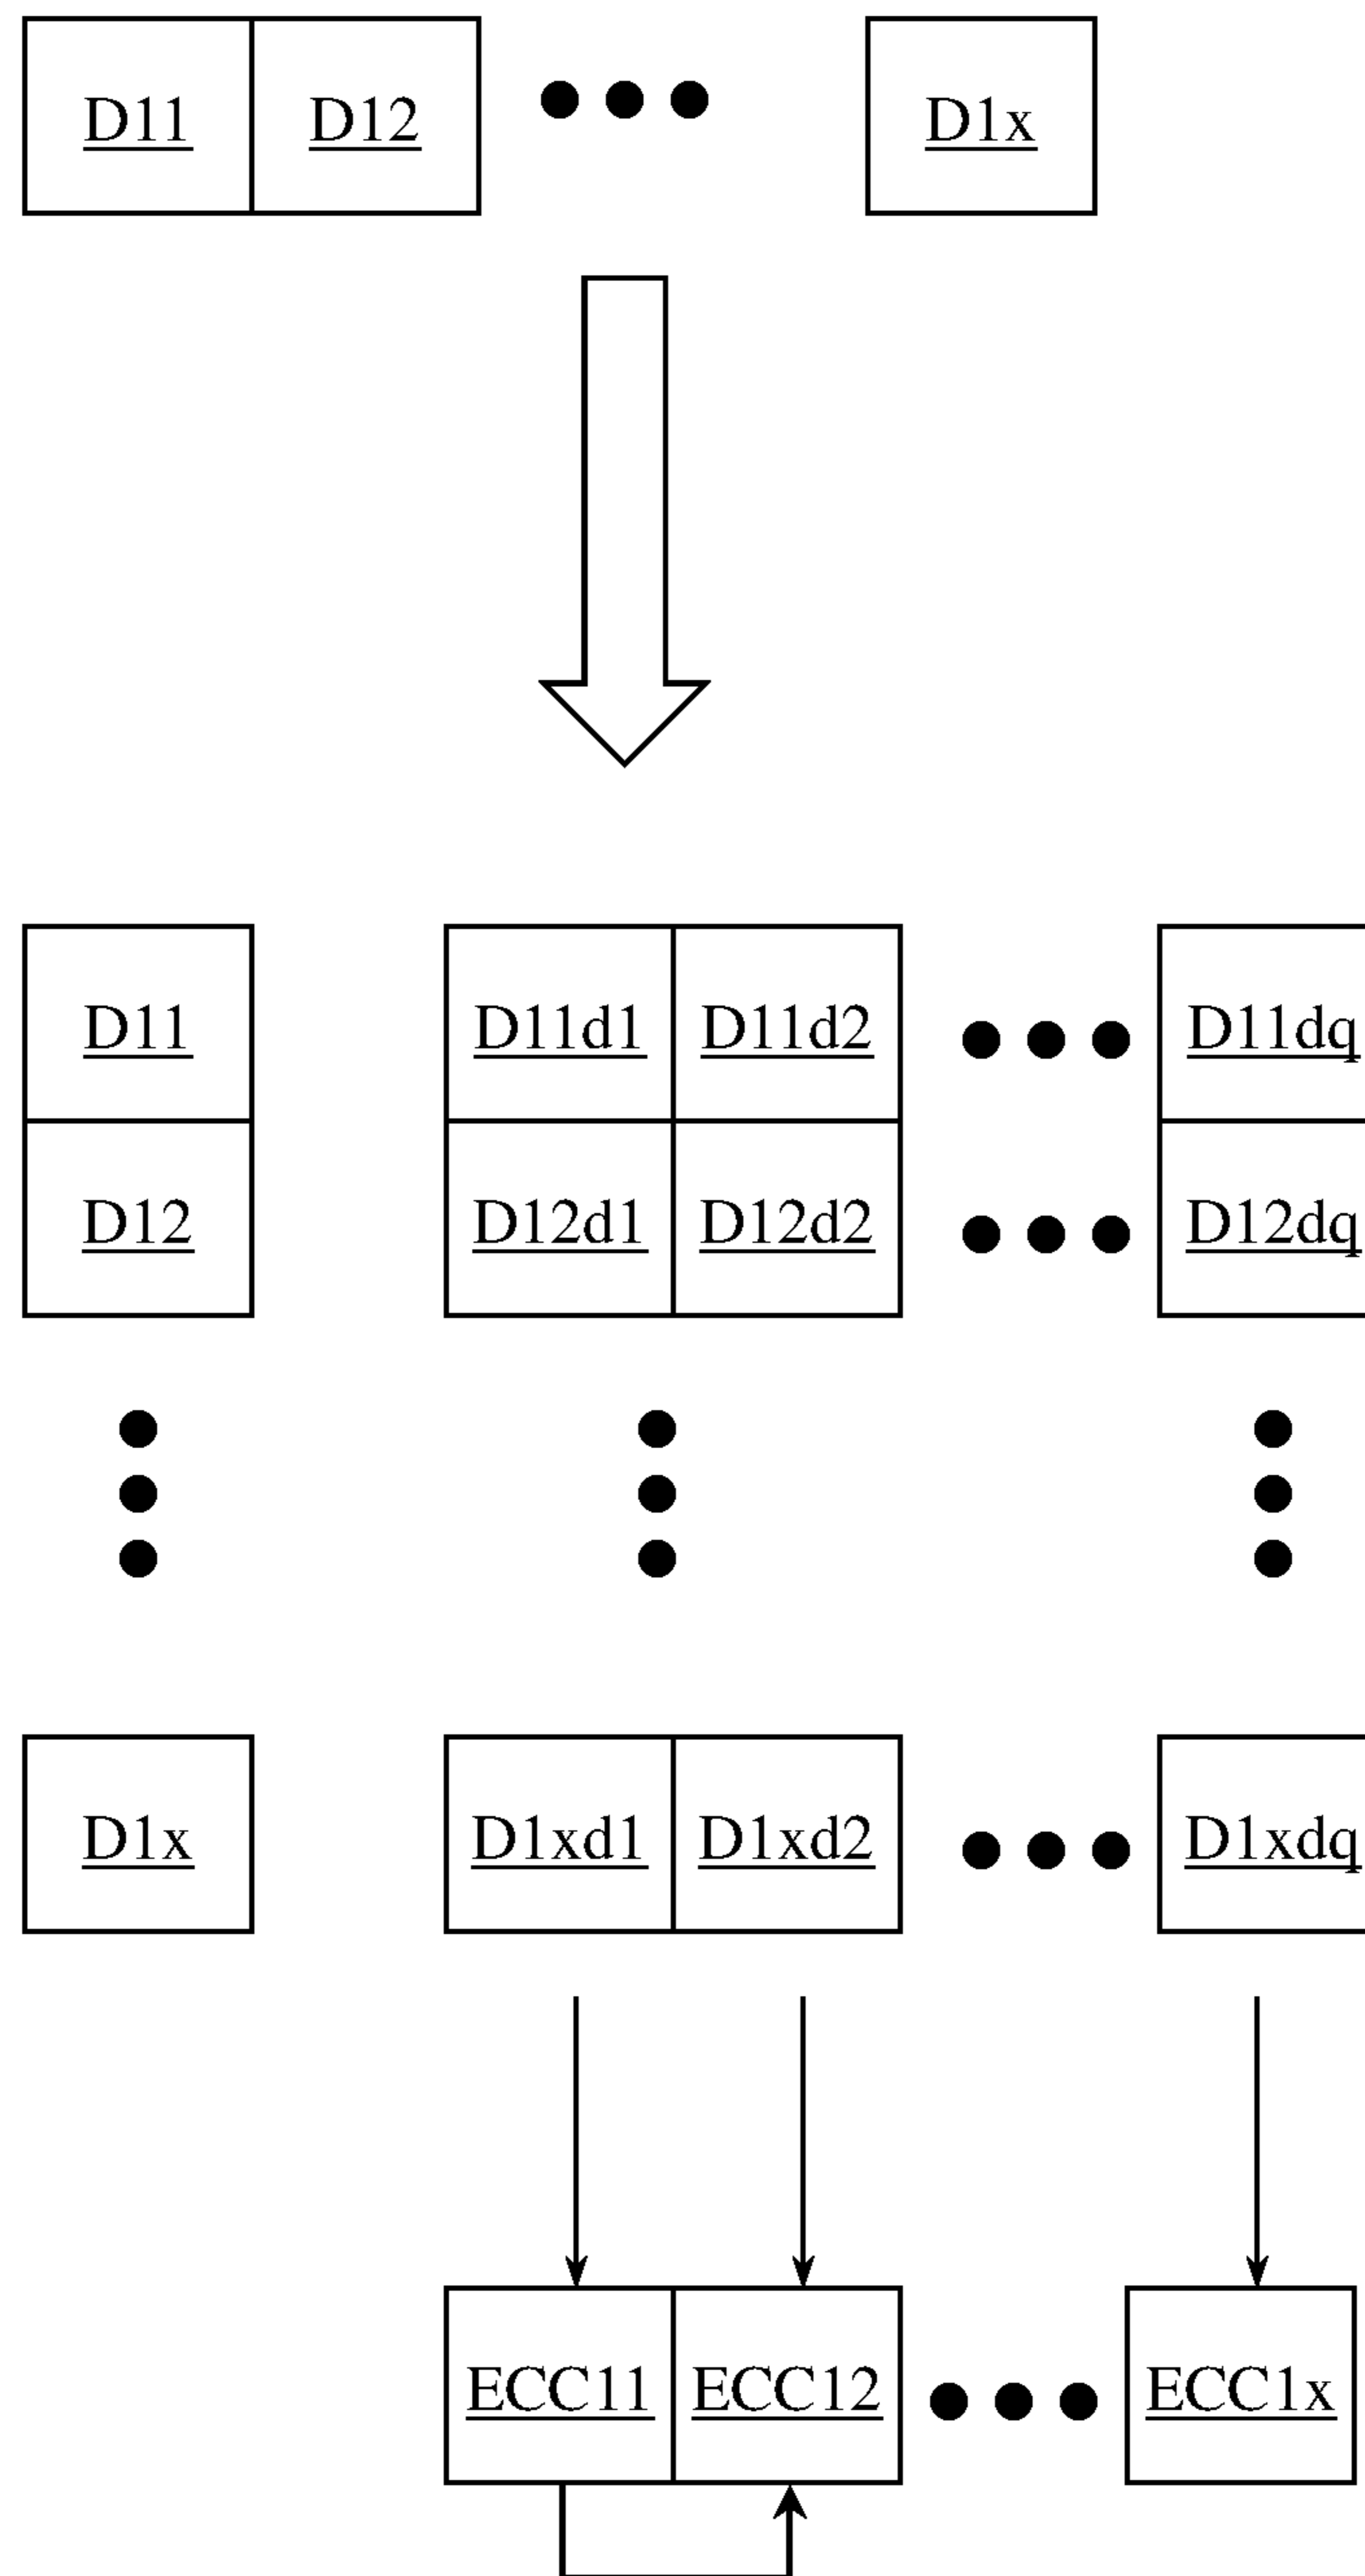 D11 D12 D1x
D11 D11d1 D11d2 D11dq
D12 D12d1 D12d2 D12dq
D1x D1xd1 D1xd2 D1xdq
ECC11 ECC12 ECC1x